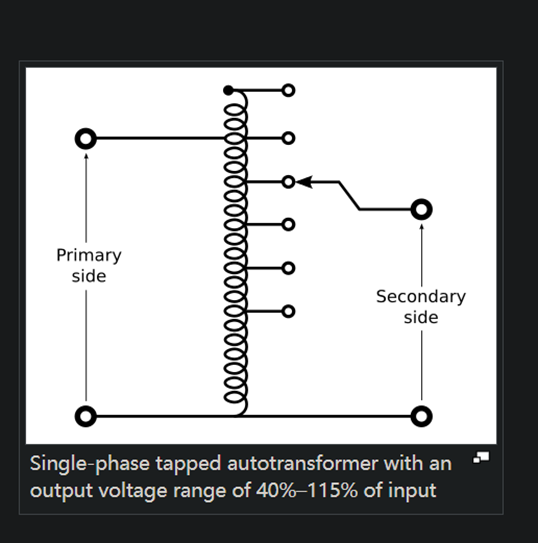 Primary
side
Secondary
side
Single-phase tapped autotransformer with an
output voltage range of 40%–115% of input